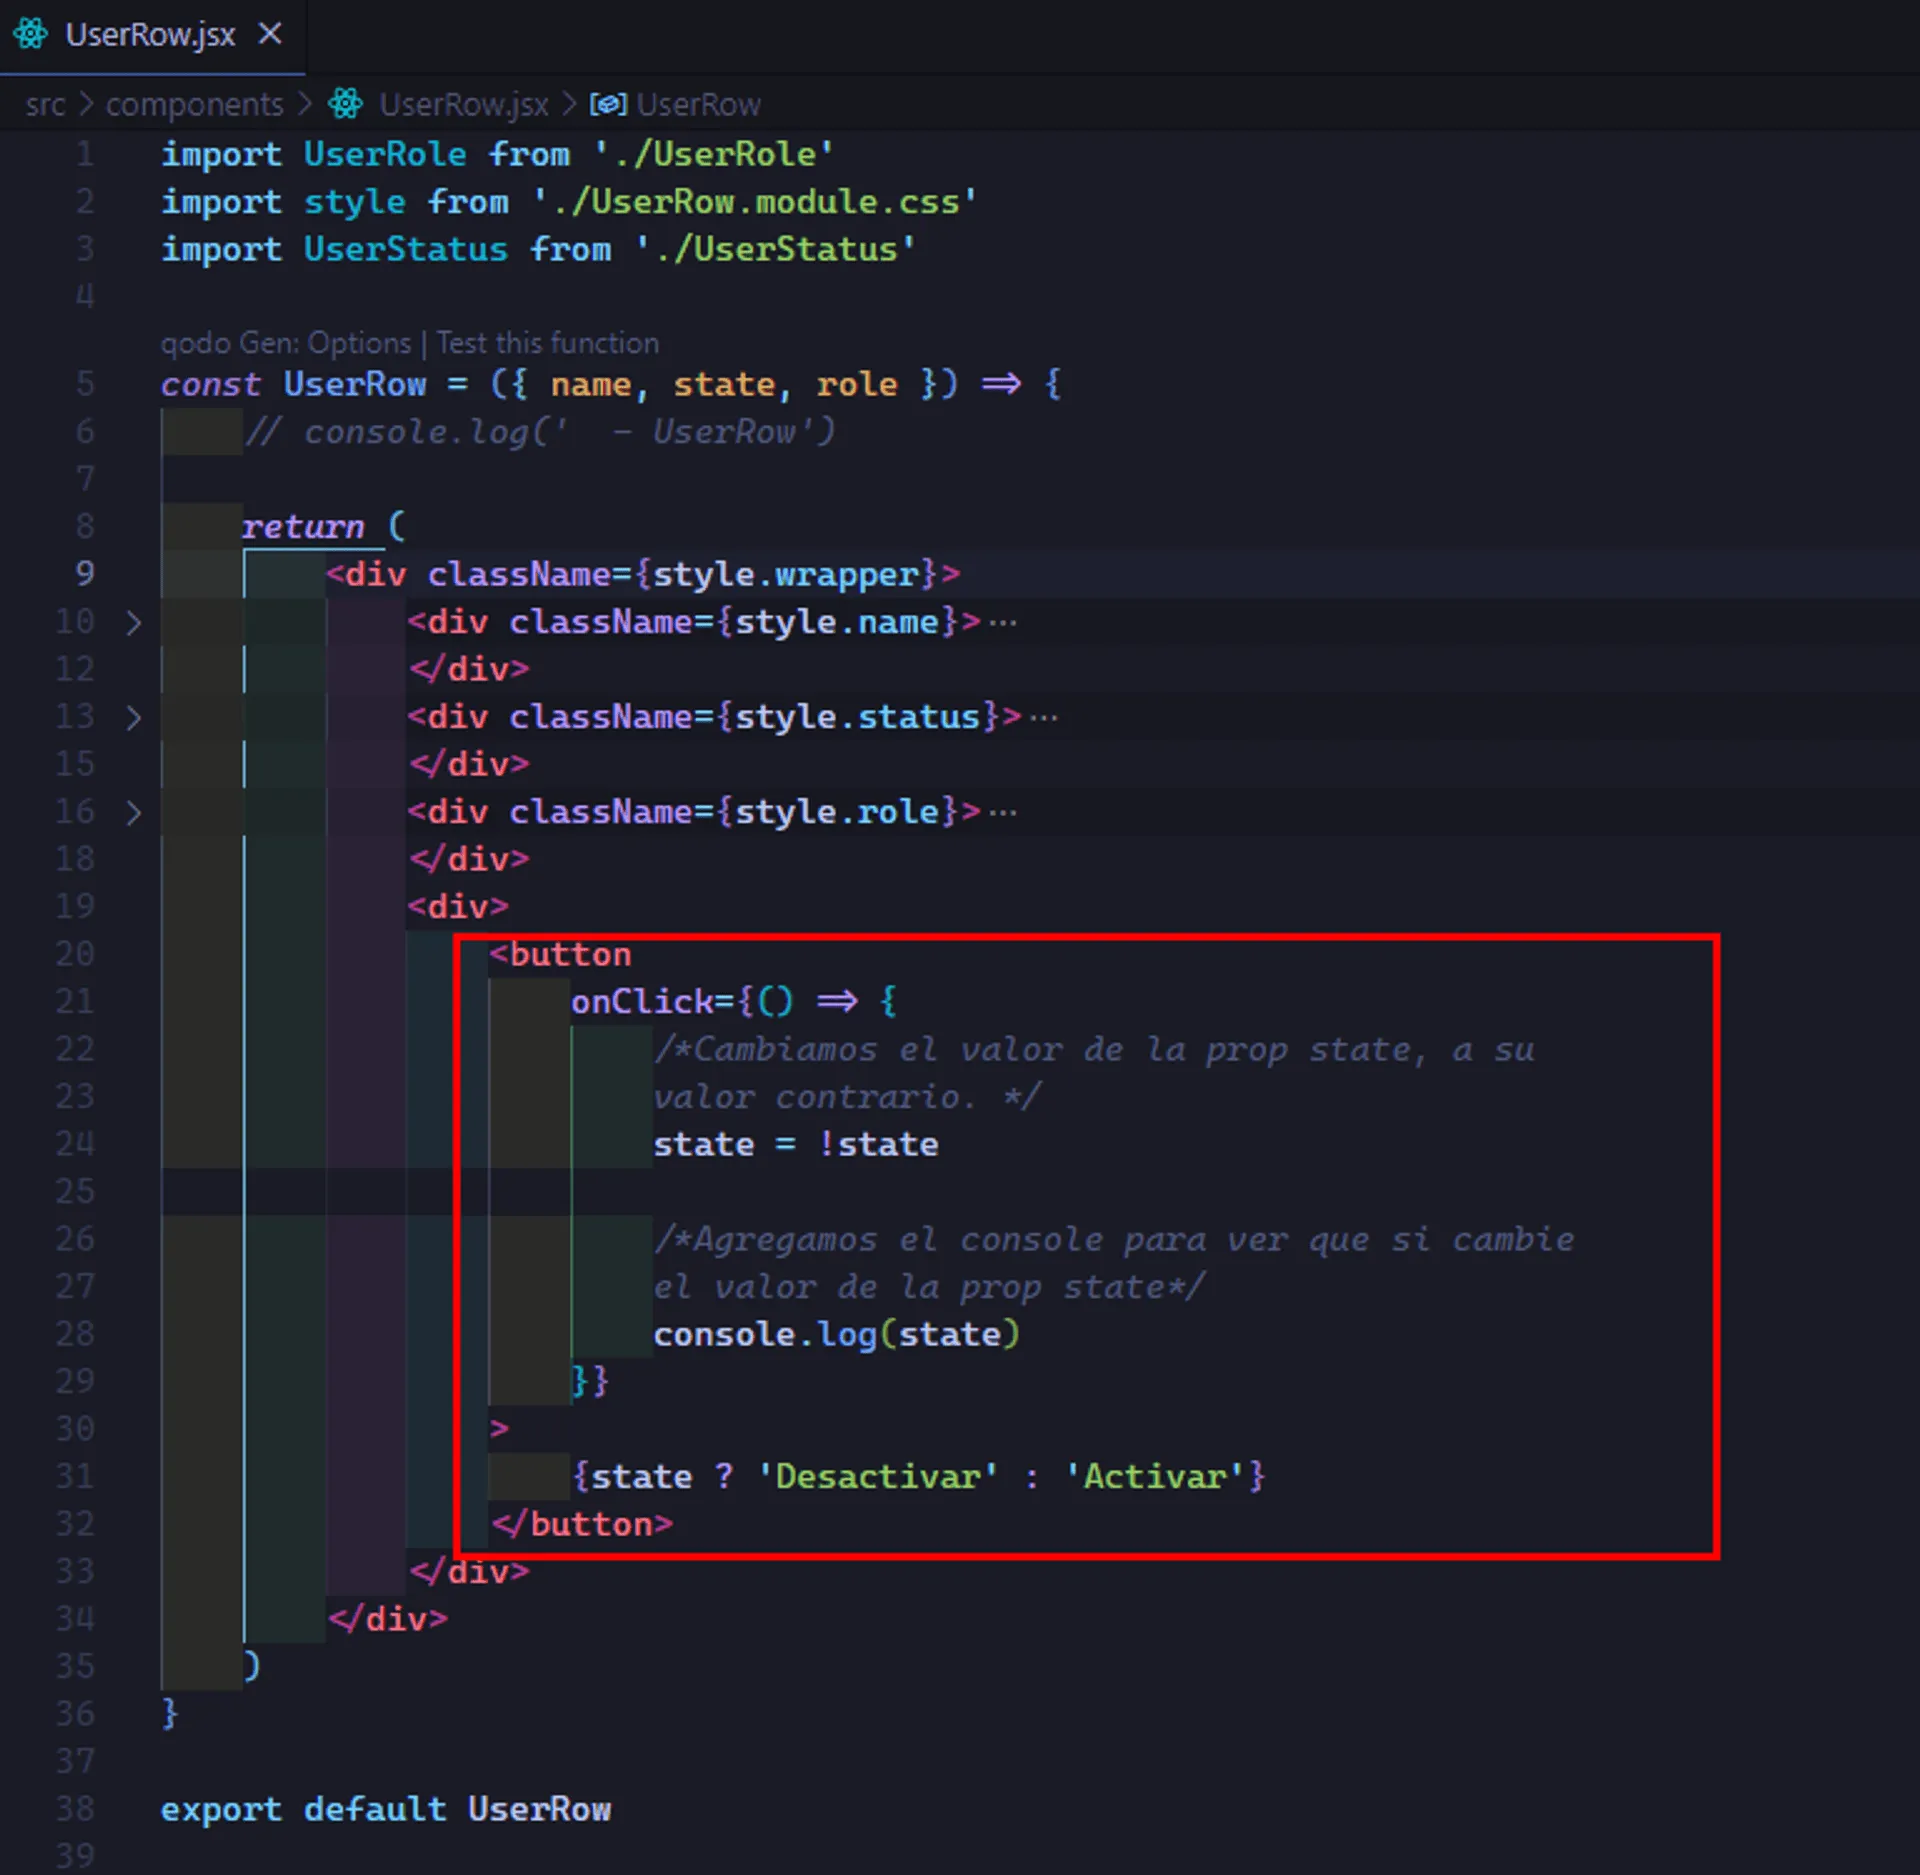 UserRow.jsx
src > components > UserRow.jsx > UserRow
1 import UserRole from './UserRole'
2 import style from './UserRow.module.css'
3 import UserStatus from './UserStatus'
4
qodo Gen: Options | Test this function
5 const UserRow = ({ name, state, role }) => {
6 // console.log('  - UserRow')
7
8 return (
9 <div className={style.wrapper}>
10 <div className={style.name}>···
12 </div>
13 <div className={style.status}>···
15 </div>
16 <div className={style.role}>···
18 </div>
19 <div>
20 <button
21 onClick={() => {
22 /*Cambiamos el valor de la prop state, a su
23 valor contrario. */
24 state = !state
25
26 /*Agregamos el console para ver que si cambie
27 el valor de la prop state*/
28 console.log(state)
29 }}
30 >
31 {state ? 'Desactivar' : 'Activar'}
32 </button>
33 </div>
34 </div>
35 )
36 }
37
38 export default UserRow
39